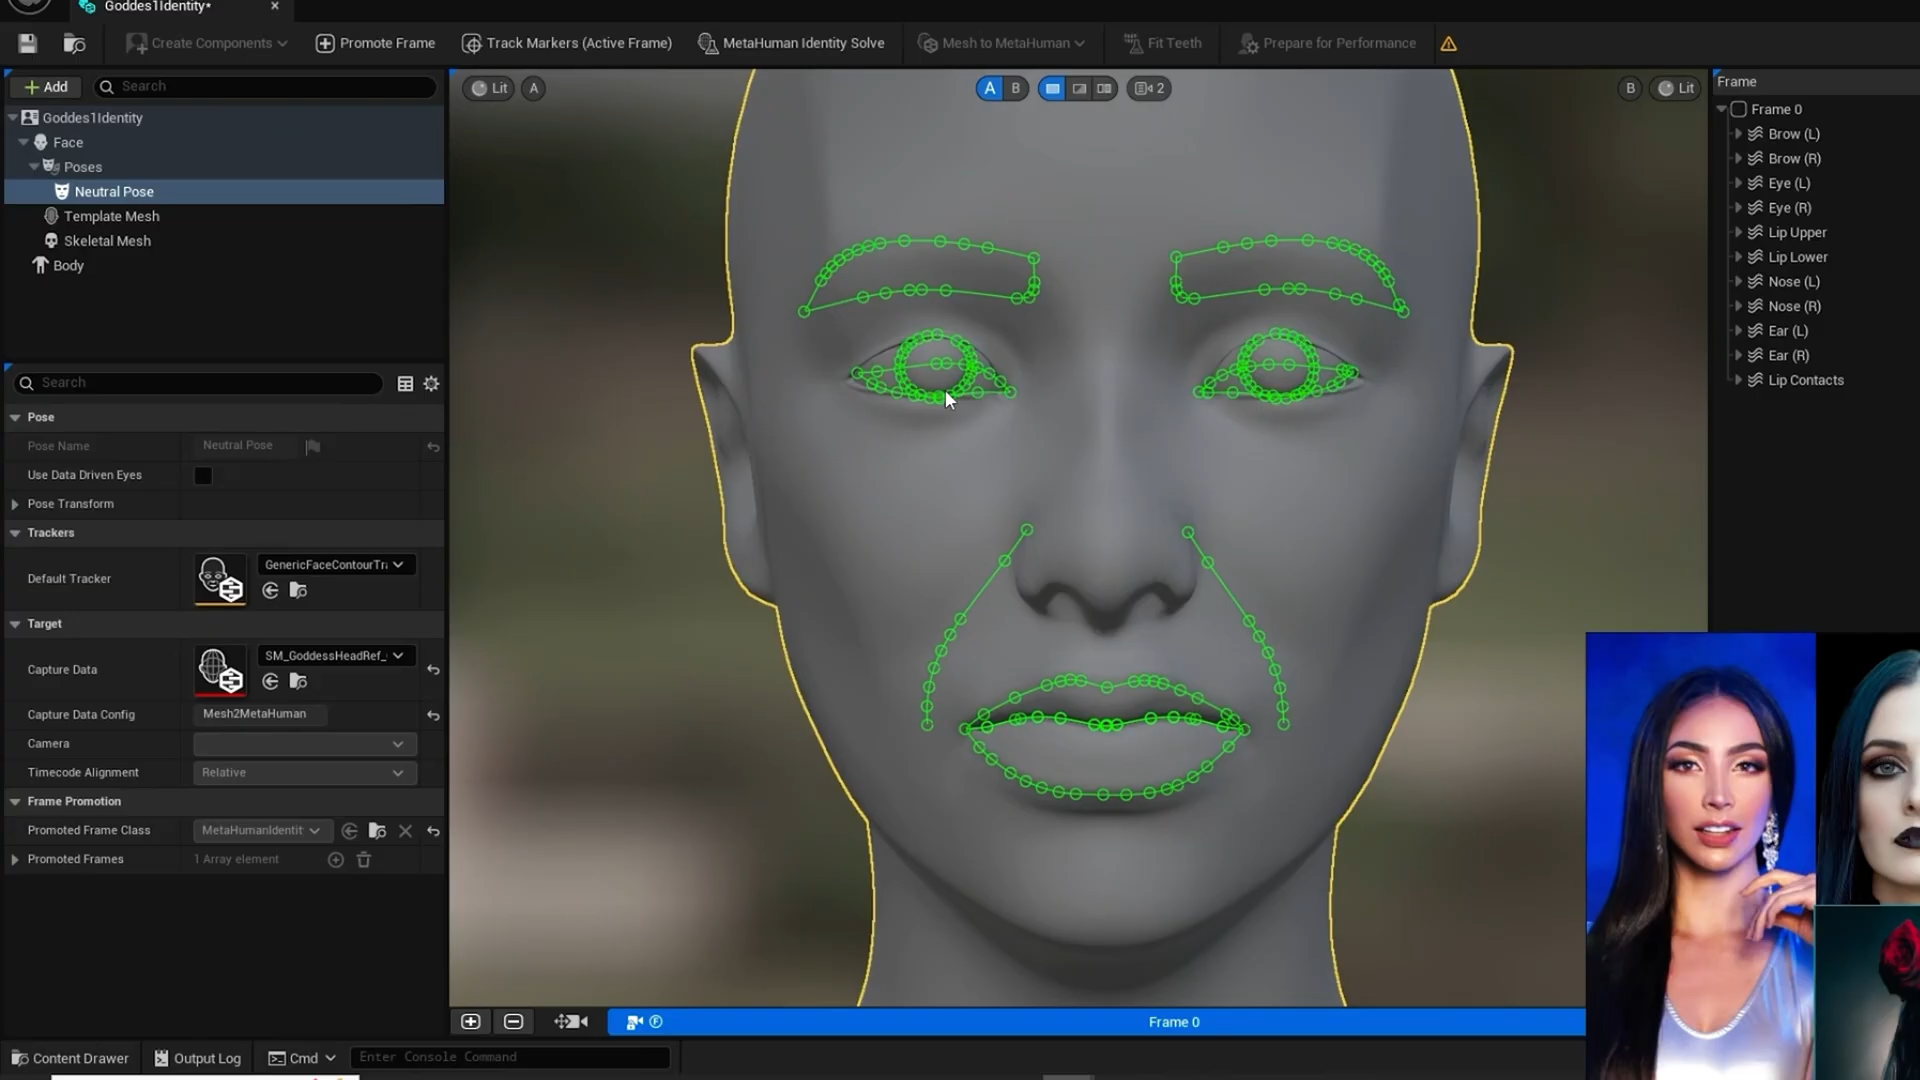 Goddes1Identity*
Create Components
Promote Frame
Track Markers (Active Frame)
MetaHuman Identity Solve
Mesh to MetaHuman
Fit Teeth
Prepare for Performance
Add
Search
Goddes1Identity
Face
Poses
Neutral Pose
Template Mesh
Skeletal Mesh
Body
Search
Pose
Pose Name
Neutral Pose
Use Data Driven Eyes
Pose Transform
Trackers
Default Tracker
GenericFaceContourTr
Target
Capture Data
SM_GoddessHeadRef_
Capture Data Config
Mesh2MetaHuman
Camera
Timecode Alignment
Relative
Frame Promotion
Promoted Frame Class
MetaHumanIdentit
Promoted Frames
1 Array element
Lit
A
A
B
2
B
Lit
F
Frame 0
Frame
Frame 0
Brow (L)
Brow (R)
Eye (L)
Eye (R)
Lip Upper
Lip Lower
Nose (L)
Nose (R)
Ear (L)
Ear (R)
Lip Contacts
Content Drawer
Output Log
Cmd
Enter Console Command